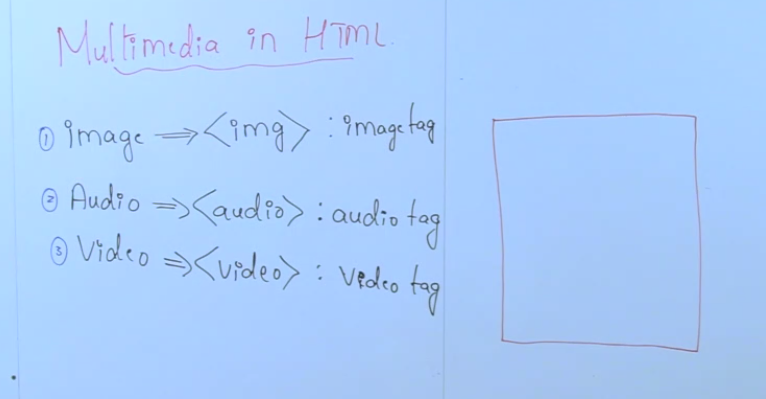 Multimedia in HTML.
① image ⟹ <img> : image tag
② Audio ⟹ <audio> : audio tag
③ Video ⟹ <video> : video tag